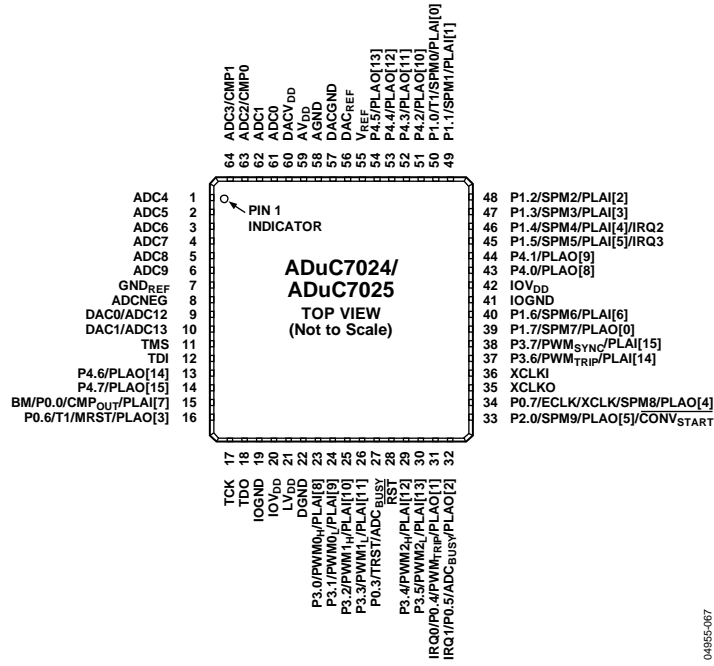 64 ADC3/CMP1
63 ADC2/CMP0
62 ADC1
61 ADC0
60 DACVDD
59 AVDD
58 AGND
57 DACGND
56 DACREF
55 VREF
54 P4.5/PLAO[13]
53 P4.4/PLAO[12]
52 P4.3/PLAO[11]
51 P4.2/PLAO[10]
50 P1.0/T1/SPM0/PLAI[0]
49 P1.1/SPM1/PLAI[1]
ADC4 1
ADC5 2
ADC6 3
ADC7 4
ADC8 5
ADC9 6
GNDREF 7
ADCNEG 8
DAC0/ADC12 9
DAC1/ADC13 10
TMS 11
TDI 12
P4.6/PLAO[14] 13
P4.7/PLAO[15] 14
BM/P0.0/CMPOUT/PLAI[7] 15
P0.6/T1/MRST/PLAO[3] 16
PIN 1
INDICATOR
ADuC7024/
ADuC7025
TOP VIEW
(Not to Scale)
48 P1.2/SPM2/PLAI[2]
47 P1.3/SPM3/PLAI[3]
46 P1.4/SPM4/PLAI[4]/IRQ2
45 P1.5/SPM5/PLAI[5]/IRQ3
44 P4.1/PLAO[9]
43 P4.0/PLAO[8]
42 IOVDD
41 IOGND
40 P1.6/SPM6/PLAI[6]
39 P1.7/SPM7/PLAO[0]
38 P3.7/PWMSYNC/PLAI[15]
37 P3.6/PWMTRIP/PLAI[14]
36 XCLKI
35 XCLKO
34 P0.7/ECLK/XCLK/SPM8/PLAO[4]
33 P2.0/SPM9/PLAO[5]/CONVSTART
TCK 17
TDO 18
IOGND 19
IOVDD 20
LVDD 21
DGND 22
P3.0/PWM0H/PLAI[8] 23
P3.1/PWM0L/PLAI[9] 24
P3.2/PWM1H/PLAI[10] 25
P3.3/PWM1L/PLAI[11] 26
P0.3/TRST/ADCBUSY 27
RST 28
P3.4/PWM2H/PLAI[12] 29
P3.5/PWM2L/PLAI[13] 30
IRQ0/P0.4/PWMTRIP/PLAO[1] 31
IRQ1/P0.5/ADCBUSY/PLAO[2] 32
04955-067